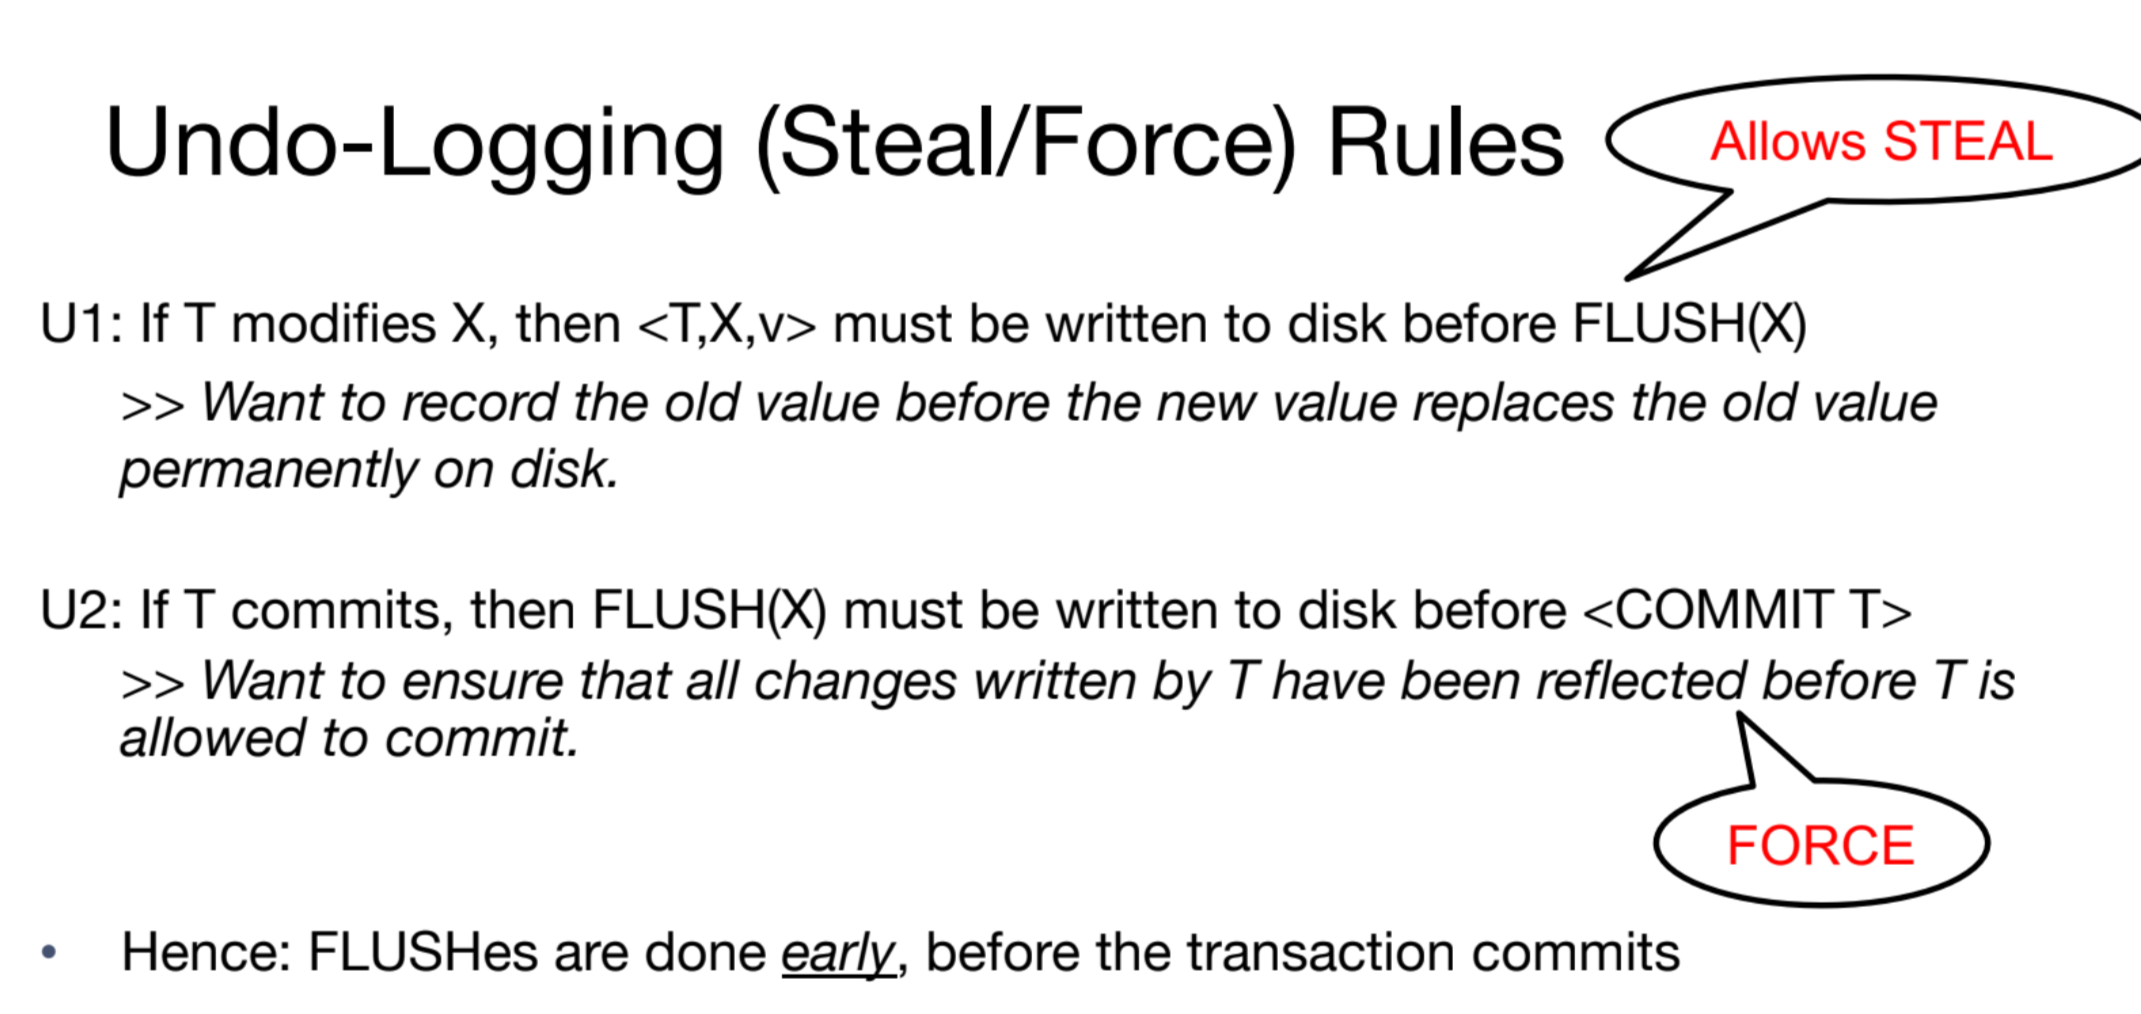 Undo-Logging (Steal/Force) Rules
Allows STEAL
U1: If T modifies X, then <T,X,v> must be written to disk before FLUSH(X)
>> Want to record the old value before the new value replaces the old value
permanently on disk.
U2: If T commits, then FLUSH(X) must be written to disk before <COMMIT T>
>> Want to ensure that all changes written by T have been reflected before T is
allowed to commit.
FORCE
• Hence: FLUSHes are done early, before the transaction commits